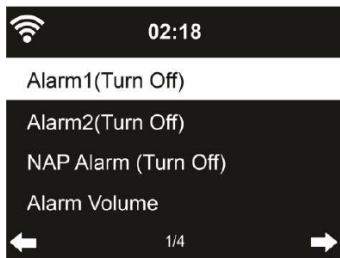 02:18
Alarm1(Turn Off)
Alarm2(Turn Off)
NAP Alarm (Turn Off)
Alarm Volume
1/4